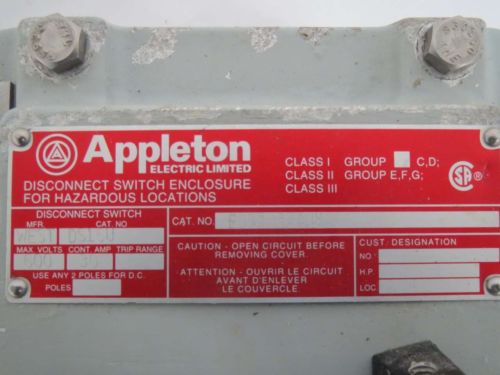 Appleton
ELECTRIC LIMITED
DISCONNECT SWITCH ENCLOSURE
FOR HAZARDOUS LOCATIONS
CLASS I GROUP C,D;
CLASS II GROUP E,F,G;
CLASS III
SA
DISCONNECT SWITCH
MFR. CAT. NO.
MAX. VOLTS CONT. AMP TRIP RANGE
600
USE ANY 2 POLES FOR D.C.
POLES
CAT. NO.
CAUTION - OPEN CIRCUIT BEFORE
REMOVING COVER.
ATTENTION - OUVRIR LE CIRCUIT
AVANT D'ENLEVER
LE COUVERCLE.
CUST. DESIGNATION
NO.
H.P.
LOC.